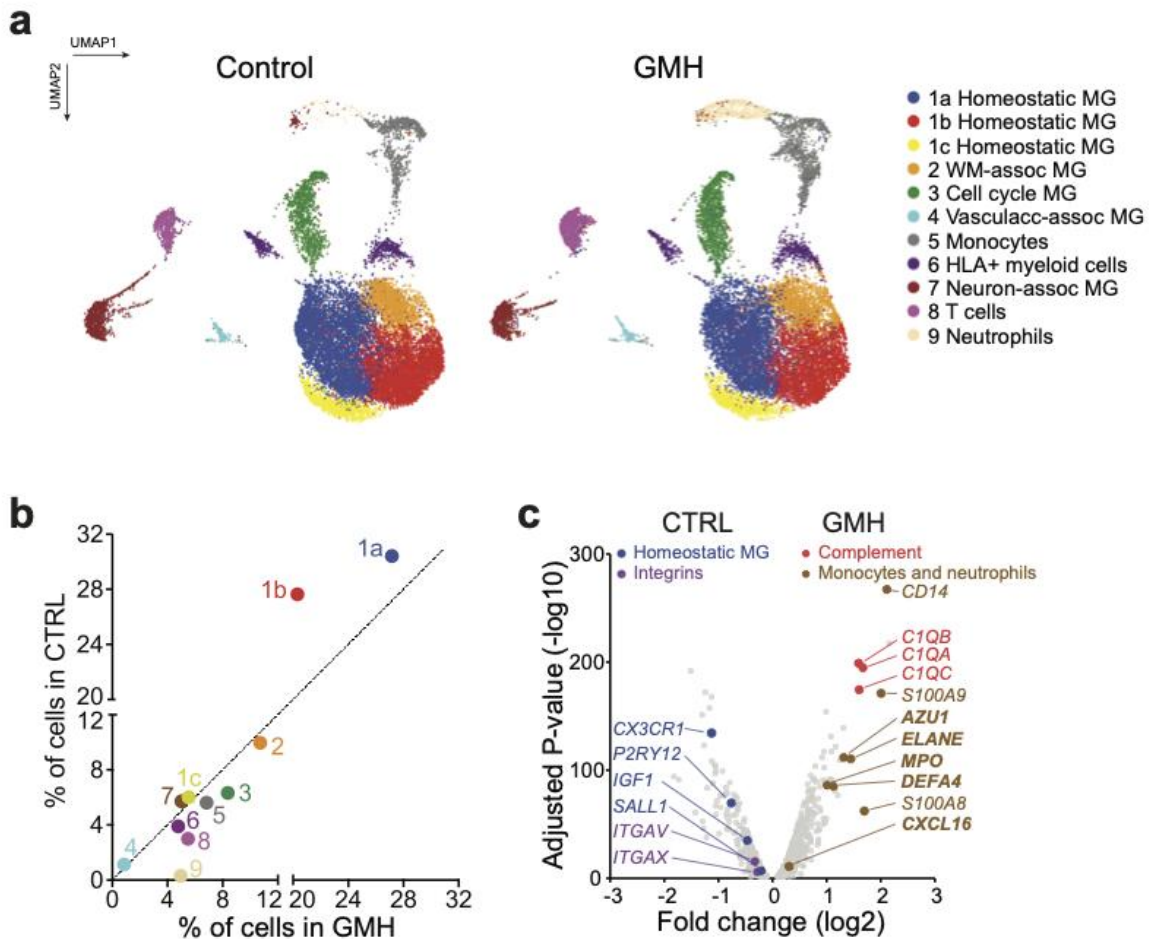 a
UMAP1
UMAP2
Control
GMH
1a Homeostatic MG
1b Homeostatic MG
1c Homeostatic MG
2 WM-assoc MG
3 Cell cycle MG
4 Vasculacc-assoc MG
5 Monocytes
6 HLA+ myeloid cells
7 Neuron-assoc MG
8 T cells
9 Neutrophils
b
% of cells in CTRL
32
28
24
20
12
8
4
0
1a
1b
2
1c
7
3
5
6
8
4
9
0 4 8 12 20 24 28 32
% of cells in GMH
c
CTRL
GMH
Homeostatic MG
Integrins
Complement
Monocytes and neutrophils
Adjusted P-value (-log10)
300
200
100
0
CD14
C1QB
C1QA
C1QC
S100A9
AZU1
ELANE
MPO
DEFA4
S100A8
CXCL16
CX3CR1
P2RY12
IGF1
SALL1
ITGAV
ITGAX
-3 -2 -1 0 1 2 3
Fold change (log2)